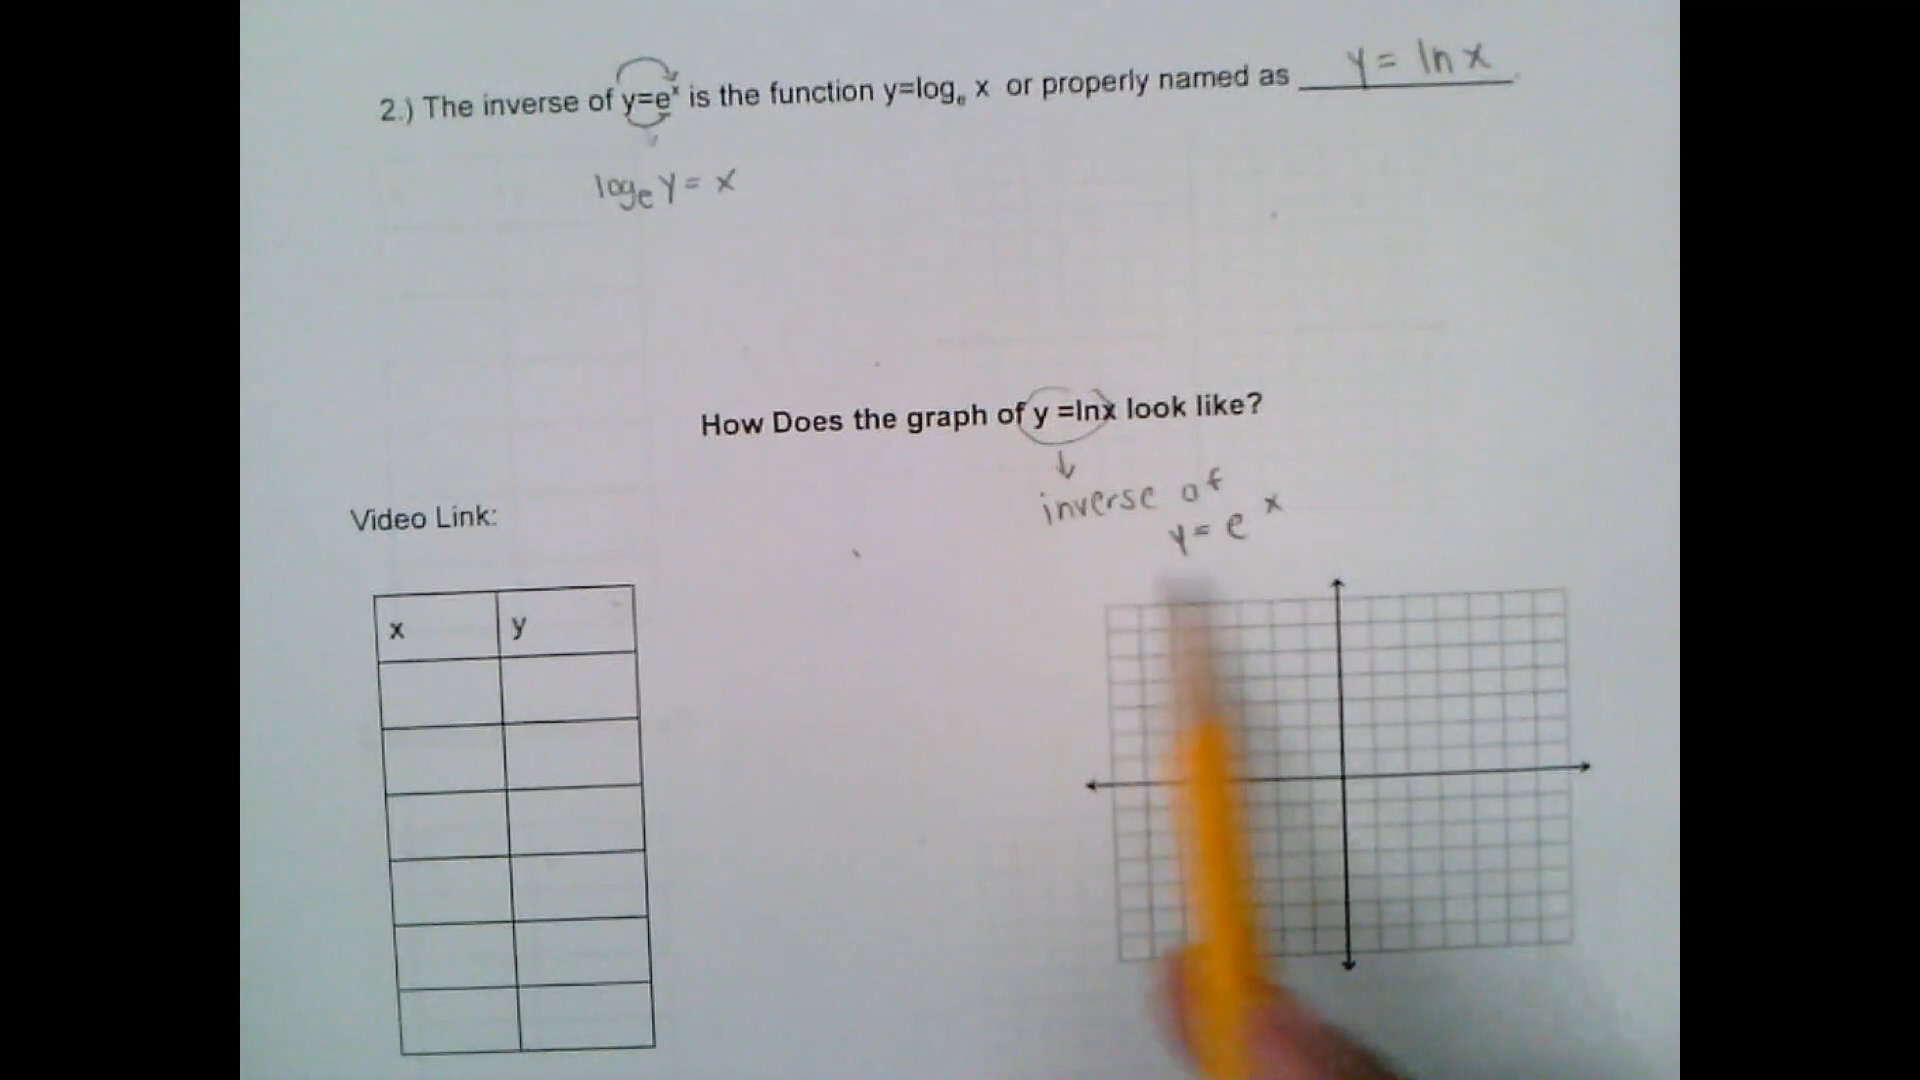 2.) The inverse of y=eˣ is the function y=logₑ x or properly named as y = ln x
logₑ y = x
How Does the graph of y =lnx look like?
inverse of
y = e ˣ
Video Link:
x y